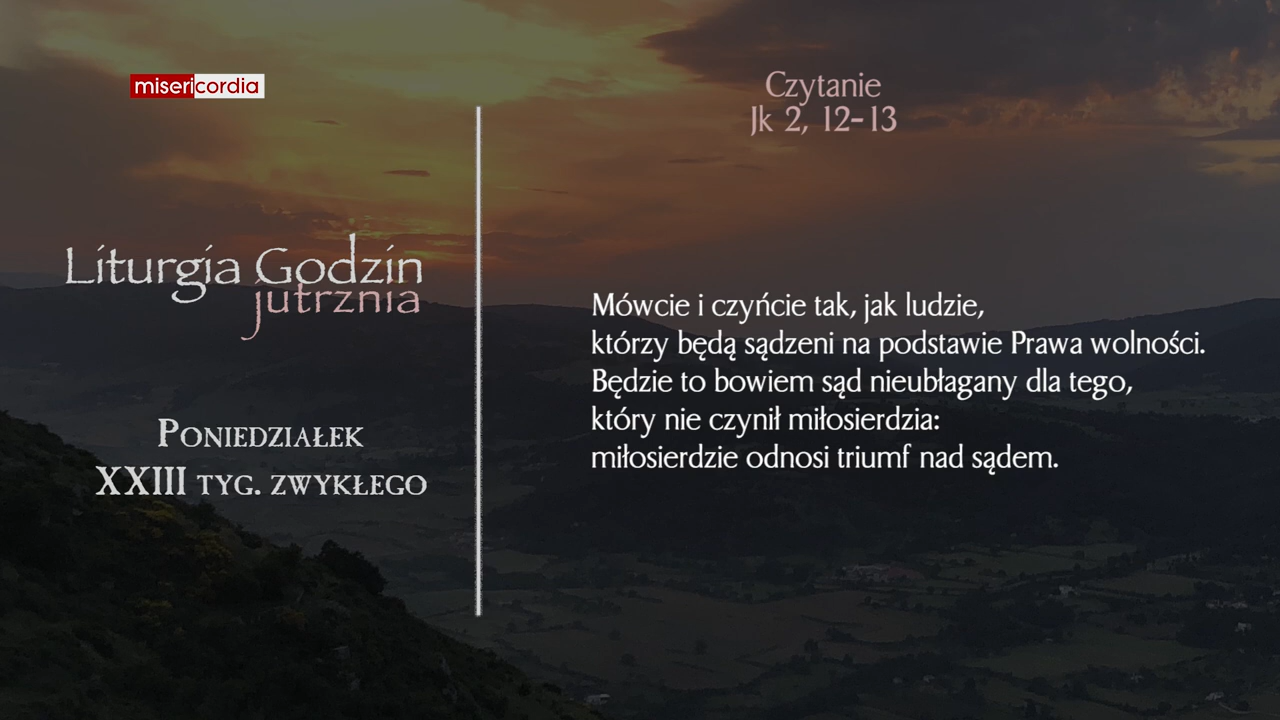 misericordia
Liturgia Godzin
jutrznia
Poniedziałek
XXIII tyg. zwykłego
Czytanie
Jk 2, 12-13
Mówcie i czyńcie tak, jak ludzie,
którzy będą sądzeni na podstawie Prawa wolności.
Będzie to bowiem sąd nieubłagany dla tego,
który nie czynił miłosierdzia:
miłosierdzie odnosi triumf nad sądem.